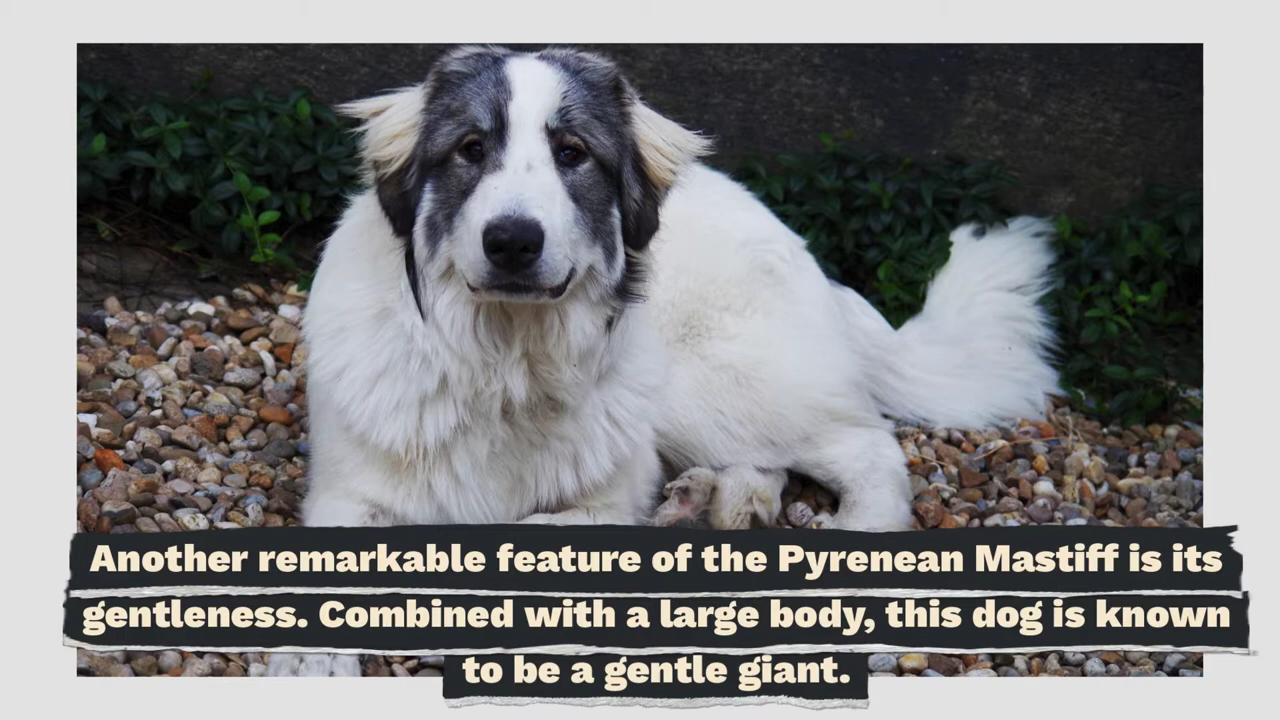 Another remarkable feature of the Pyrenean Mastiff is its
gentleness. Combined with a large body, this dog is known
to be a gentle giant.